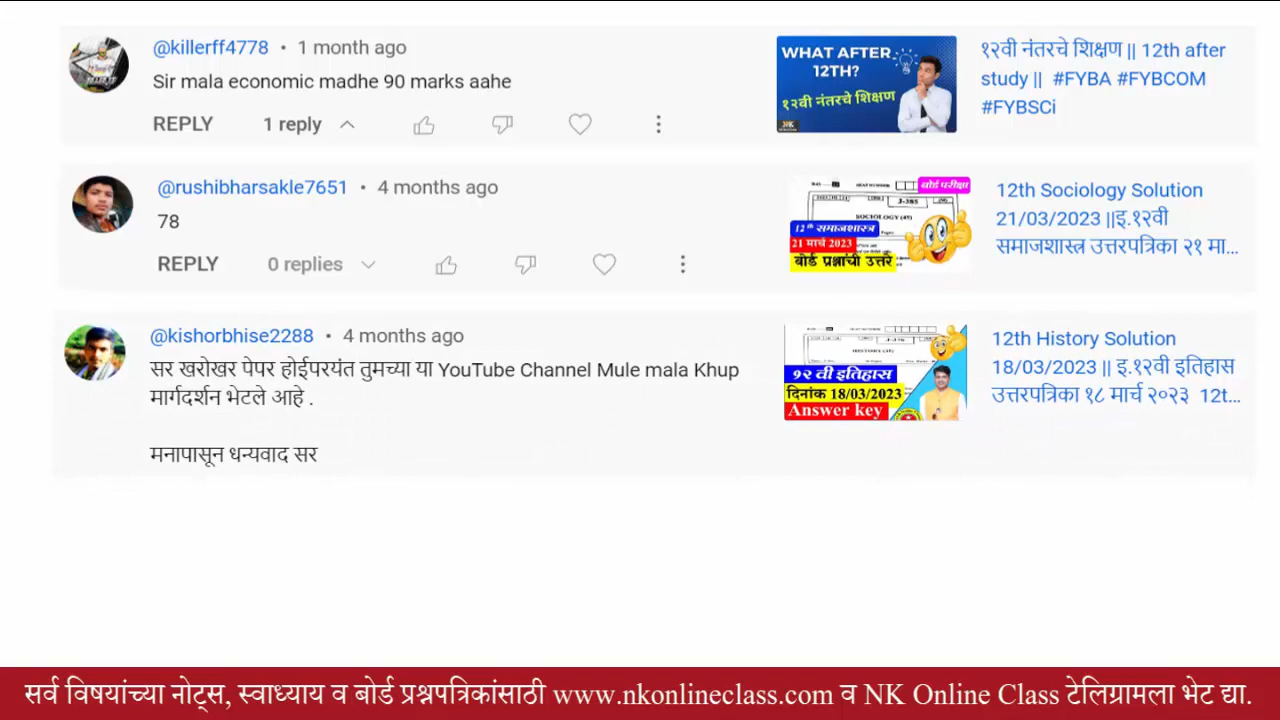 @killerff4778 • 1 month ago
Sir mala economic madhe 90 marks aahe
REPLY 1 reply
WHAT AFTER
12TH?
१२वी नंतरचे शिक्षण
NK
१२वी नंतरचे शिक्षण || 12th after
study || #FYBA #FYBCOM
#FYBSCi
@rushibharsakle7651 • 4 months ago
78
REPLY 0 replies
बोर्ड परीक्षा
J-385
SOCIOLOGY (45)
12th समाजशास्त्र
21 मार्च 2023
बोर्ड प्रश्नांची उत्तरे
12th Sociology Solution
21/03/2023 ||इ.१२वी
समाजशास्त्र उत्तरपत्रिका २१ मा...
@kishorbhise2288 • 4 months ago
सर खरोखर पेपर होईपरयंत तुमच्या या YouTube Channel Mule mala Khup
मार्गदर्शन भेटले आहे .
मनापासून धन्यवाद सर
१२ वी इतिहास
दिनांक 18/03/2023
Answer key
12th History Solution
18/03/2023 || इ.१२वी इतिहास
उत्तरपत्रिका १८ मार्च २०२३ 12t...
सर्व विषयांच्या नोट्स, स्वाध्याय व बोर्ड प्रश्नपत्रिकांसाठी www.nkonlineclass.com व NK Online Class टेलिग्रामला भेट द्या.